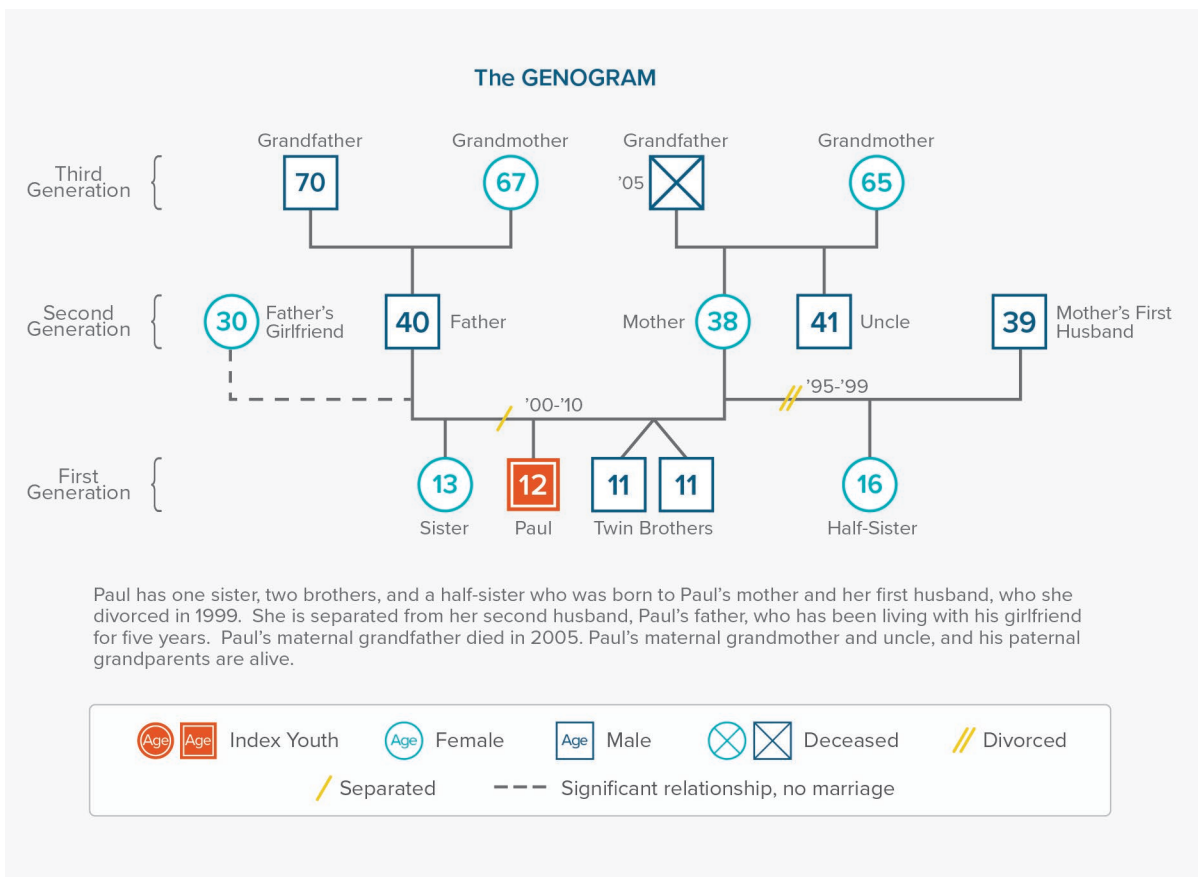 The GENOGRAM
Grandfather Grandmother Grandfather Grandmother
Third
Generation
70 67 '05 65
Second
Generation
30 Father's
Girlfriend
40 Father
Mother 38
41 Uncle
39 Mother's First
Husband
'95-'99
'00-'10
First
Generation
13 12 11 11 16
Sister Paul Twin Brothers Half-Sister
Paul has one sister, two brothers, and a half-sister who was born to Paul's mother and her first husband, who she
divorced in 1999. She is separated from her second husband, Paul's father, who has been living with his girlfriend
for five years. Paul's maternal grandfather died in 2005. Paul's maternal grandmother and uncle, and his paternal
grandparents are alive.
Age Age Index Youth Age Female Age Male Deceased Divorced
Separated Significant relationship, no marriage